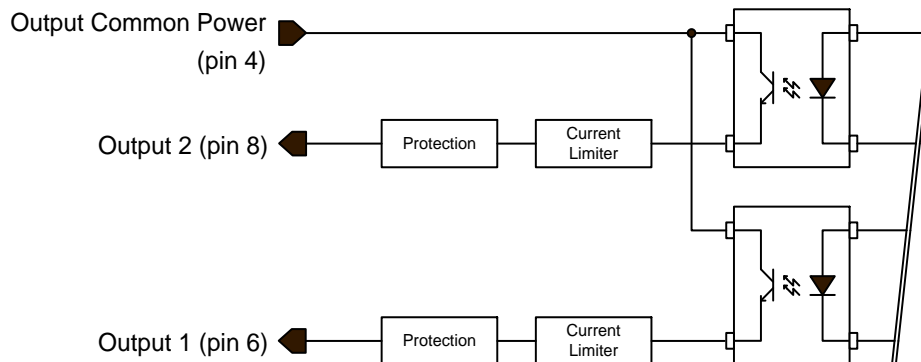 Output Common Power
(pin 4)
Output 2 (pin 8)
Protection
Current
Limiter
Output 1 (pin 6)
Protection
Current
Limiter